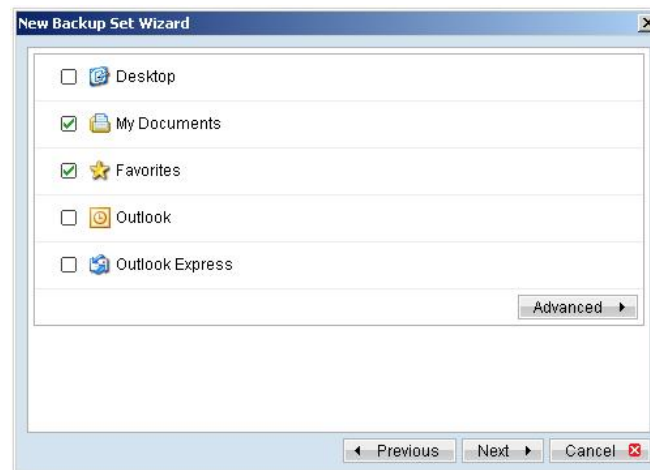 New Backup Set Wizard
Desktop
My Documents
Favorites
Outlook
Outlook Express
Advanced
Previous Next Cancel